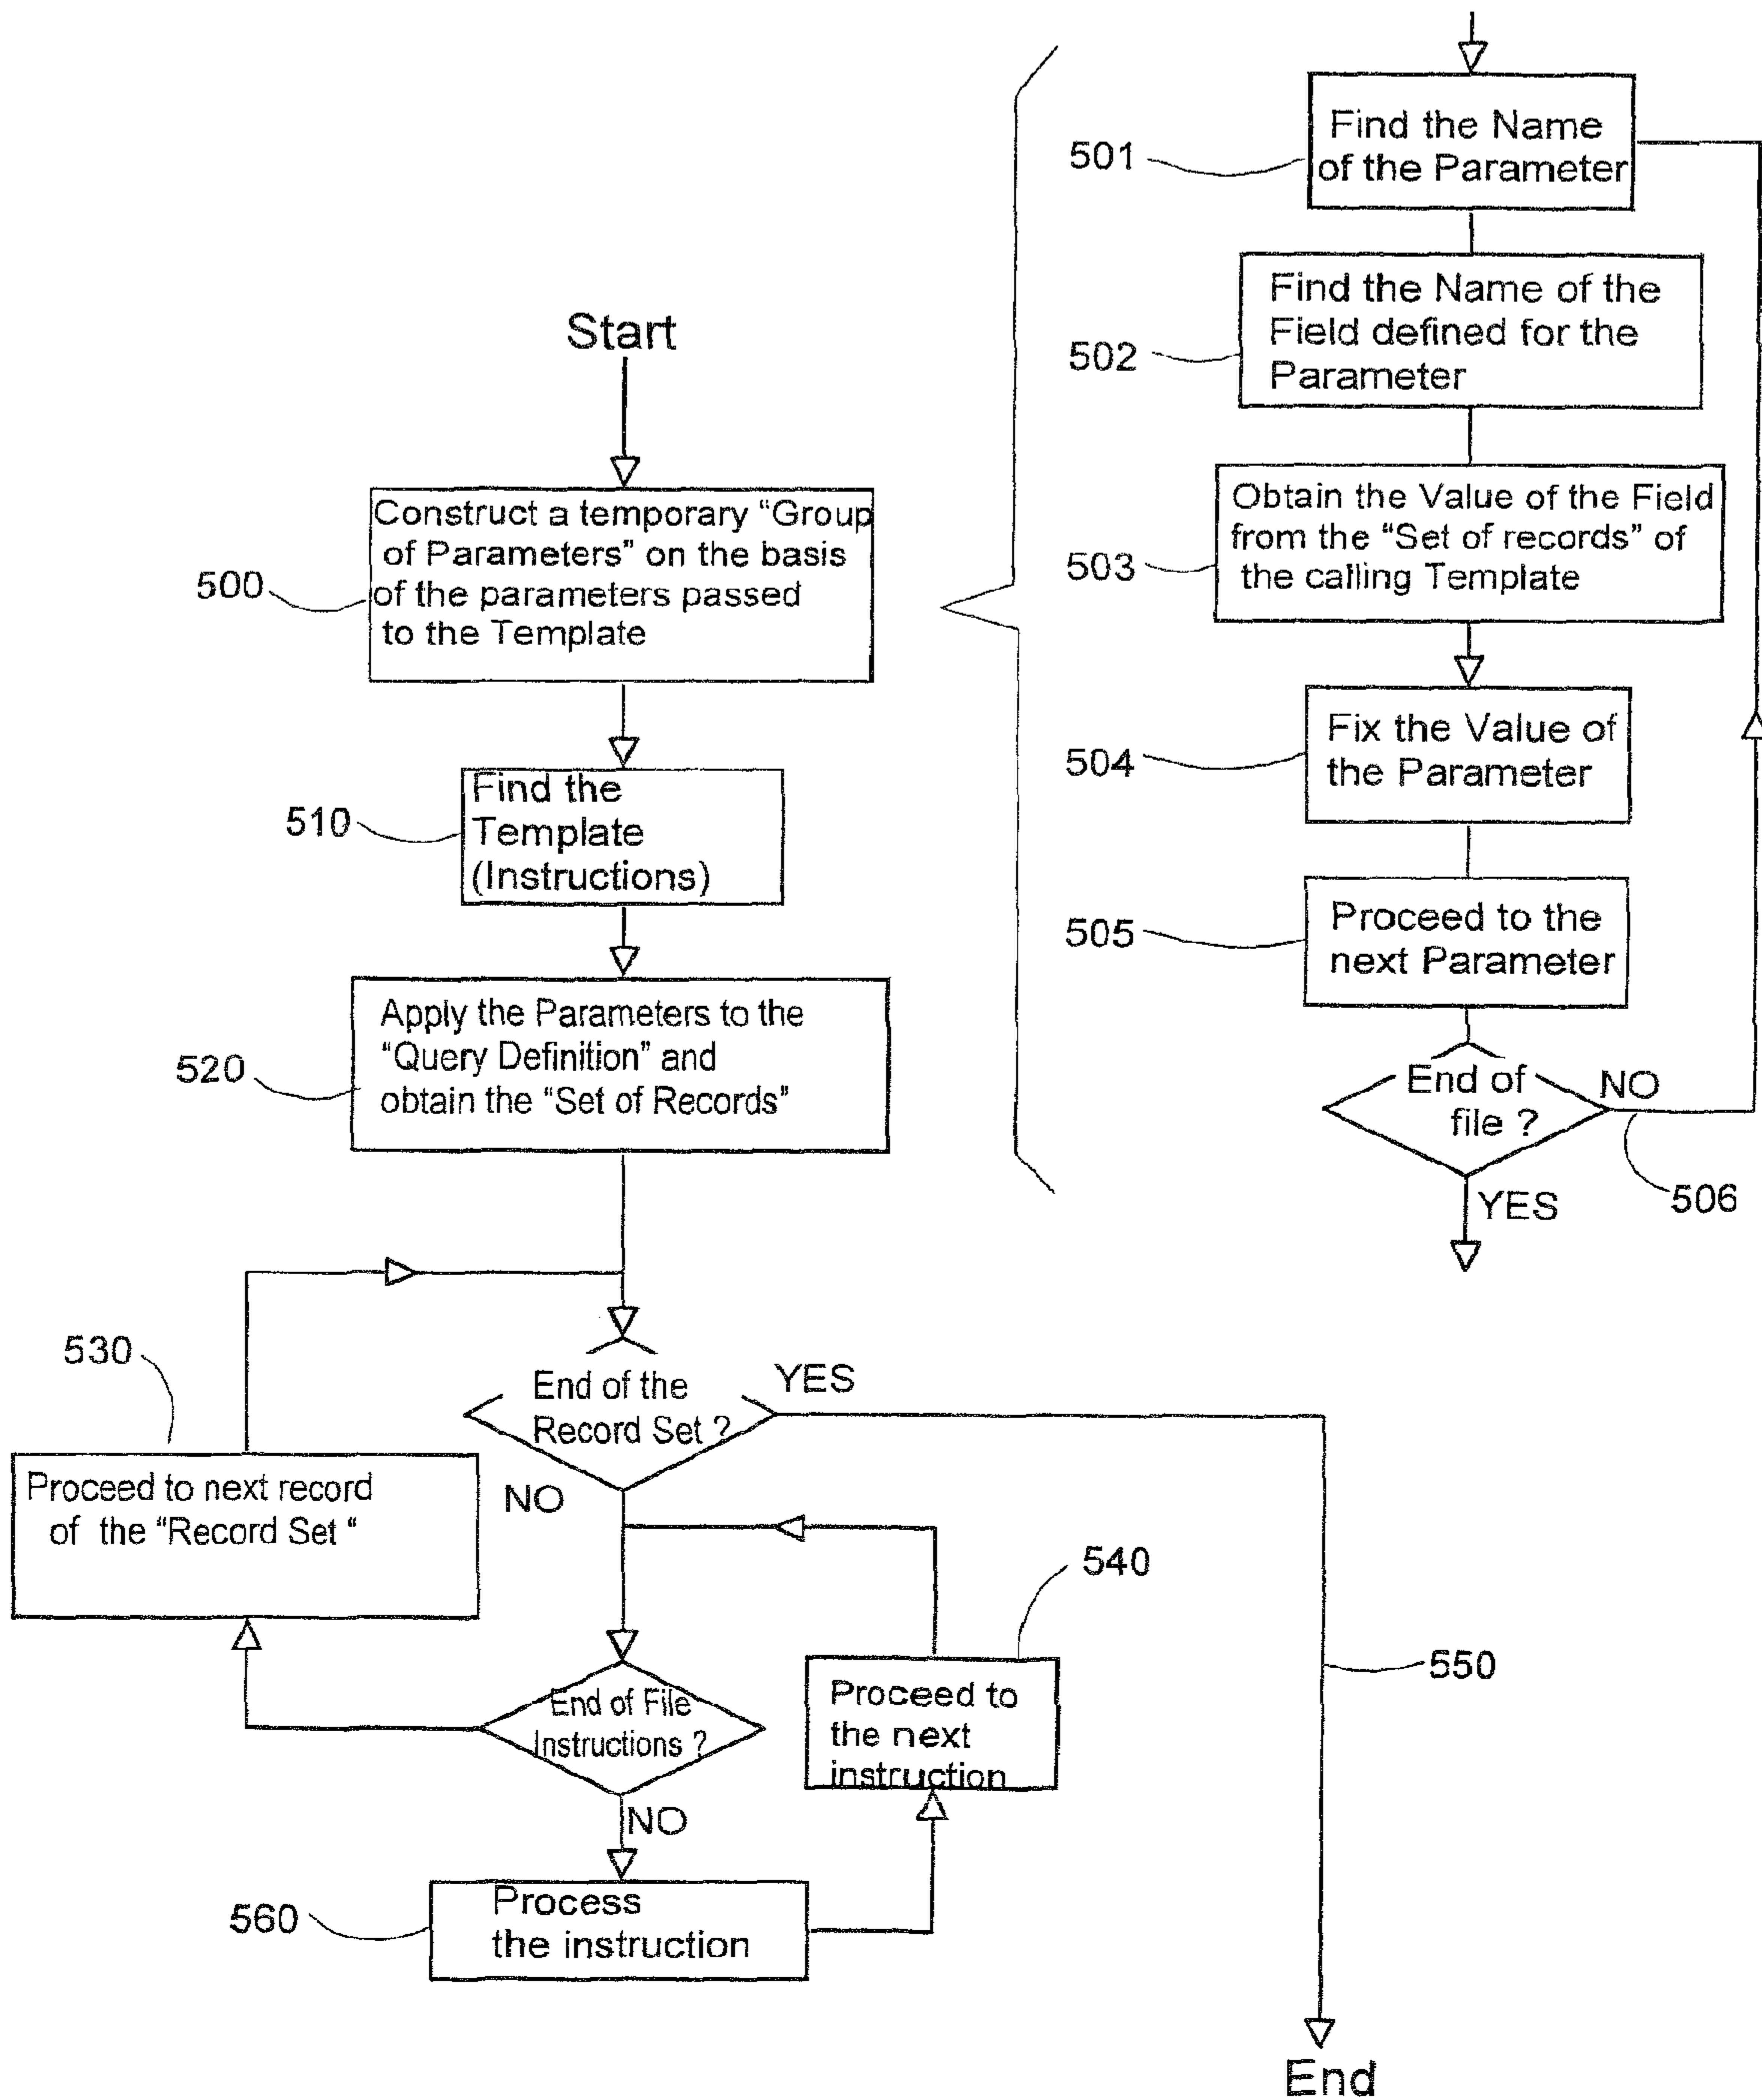 Start
500
Construct a temporary “Group
of Parameters” on the basis
of the parameters passed
to the Template
510
Find the
Template
(Instructions)
520
Apply the Parameters to the
“Query Definition” and
obtain the “Set of Records”
530
Proceed to next record
of the “Record Set “
End of the
Record Set ?
YES
NO
540
Proceed to
the next
instruction
End of File
Instructions ?
NO
560
Process
the instruction
550
End
501
Find the Name
of the Parameter
502
Find the Name of the
Field defined for the
Parameter
503
Obtain the Value of the Field
from the “Set of records” of
the calling Template
504
Fix the Value of
the Parameter
505
Proceed to the
next Parameter
End of
file ?
NO
506
YES